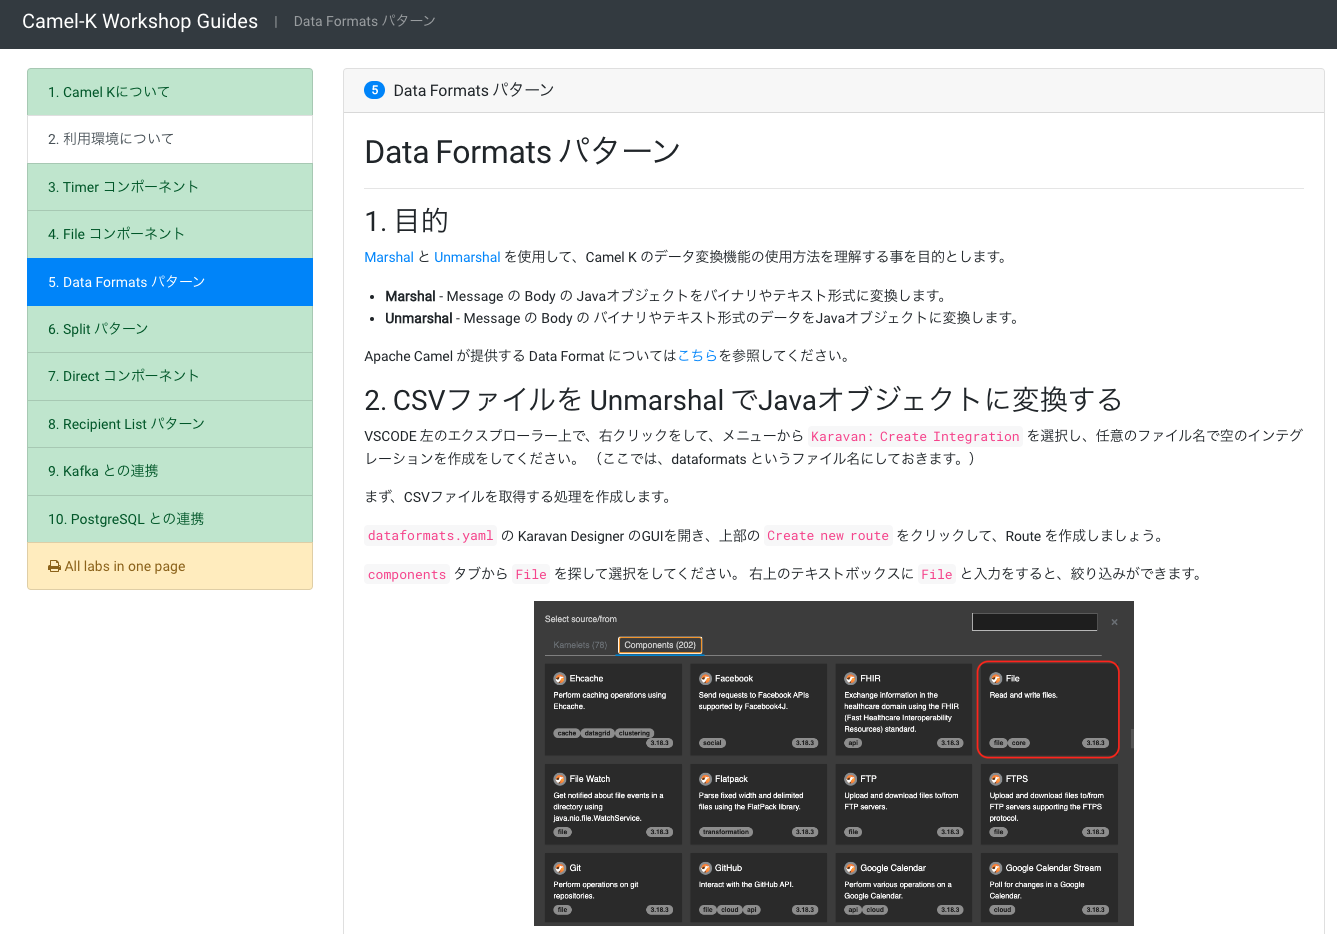 Camel-K Workshop Guides | Data Formats パターン
1. Camel Kについて
2. 利用環境について
3. Timer コンポーネント
4. File コンポーネント
5. Data Formats パターン
6. Split パターン
7. Direct コンポーネント
8. Recipient List パターン
9. Kafka との連携
10. PostgreSQL との連携
All labs in one page
5 Data Formats パターン
Data Formats パターン
1. 目的
Marshal と Unmarshal を使用して、Camel K のデータ変換機能の使用方法を理解する事を目的とします。
• Marshal - Message の Body の Javaオブジェクトをバイナリやテキスト形式に変換します。
• Unmarshal - Message の Body の バイナリやテキスト形式のデータをJavaオブジェクトに変換します。
Apache Camel が提供する Data Format についてはこちらを参照してください。
2. CSVファイルを Unmarshal でJavaオブジェクトに変換する
VSCODE 左のエクスプローラー上で、右クリックをして、メニューから Karavan: Create Integration を選択し、任意のファイル名で空のインテグ
レーションを作成をしてください。 （ここでは、dataformats というファイル名にしておきます。）
まず、CSVファイルを取得する処理を作成します。
dataformats.yaml の Karavan Designer のGUIを開き、上部の Create new route をクリックして、Route を作成しましょう。
components タブから File を探して選択をしてください。 右上のテキストボックスに File と入力をすると、絞り込みができます。
Select source/from ×
Kamelets (78) Components (202)
Ehcache
Perform caching operations using
Ehcache.
cache datagrid clustering
3.18.3
Facebook
Send requests to Facebook APIs
supported by Facebook4J.
social 3.18.3
FHIR
Exchange information in the
healthcare domain using the FHIR
(Fast Healthcare Interoperability
Resources) standard.
api 3.18.3
File
Read and write files.
file core 3.18.3
File Watch
Get notified about file events in a
directory using
java.nio.file.WatchService.
file 3.18.3
Flatpack
Parse fixed width and delimited
files using the FlatPack library.
transformation 3.18.3
FTP
Upload and download files to/from
FTP servers.
file 3.18.3
FTPS
Upload and download files to/from
FTP servers supporting the FTPS
protocol.
file 3.18.3
Git
Perform operations on git
repositories.
file 3.18.3
GitHub
Interact with the GitHub API.
file cloud api 3.18.3
Google Calendar
Perform various operations on a
Google Calendar.
api cloud 3.18.3
Google Calendar Stream
Poll for changes in a Google
Calendar.
cloud 3.18.3